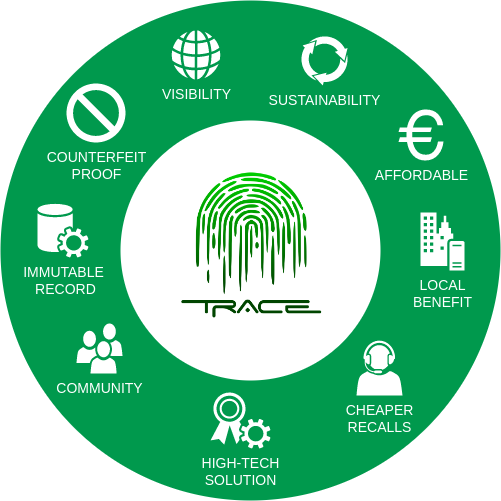 VISIBILITY
SUSTAINABILITY
AFFORDABLE
LOCAL
BENEFIT
CHEAPER
RECALLS
HIGH-TECH
SOLUTION
COMMUNITY
IMMUTABLE
RECORD
COUNTERFEIT
PROOF
TRACE